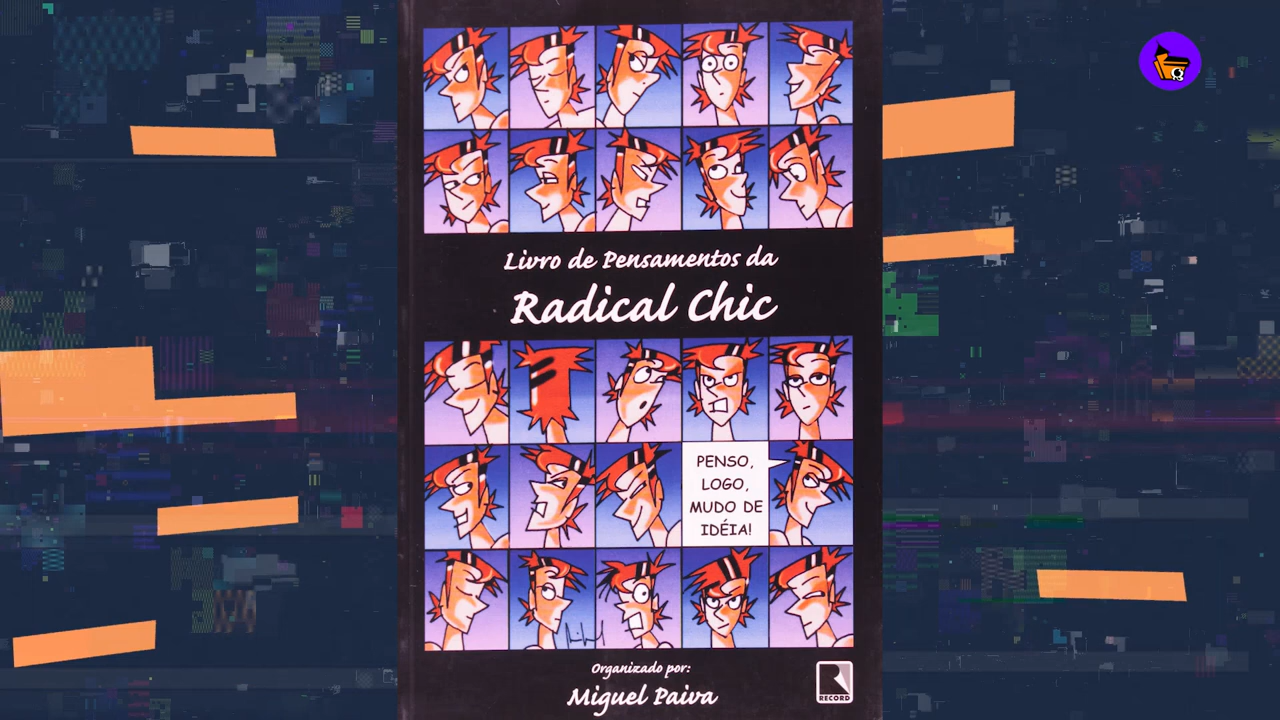 Livro de Pensamentos da
Radical Chic
PENSO,
LOGO,
MUDO DE
IDÉIA!
Organizado por:
Miguel Paiva
RECORD